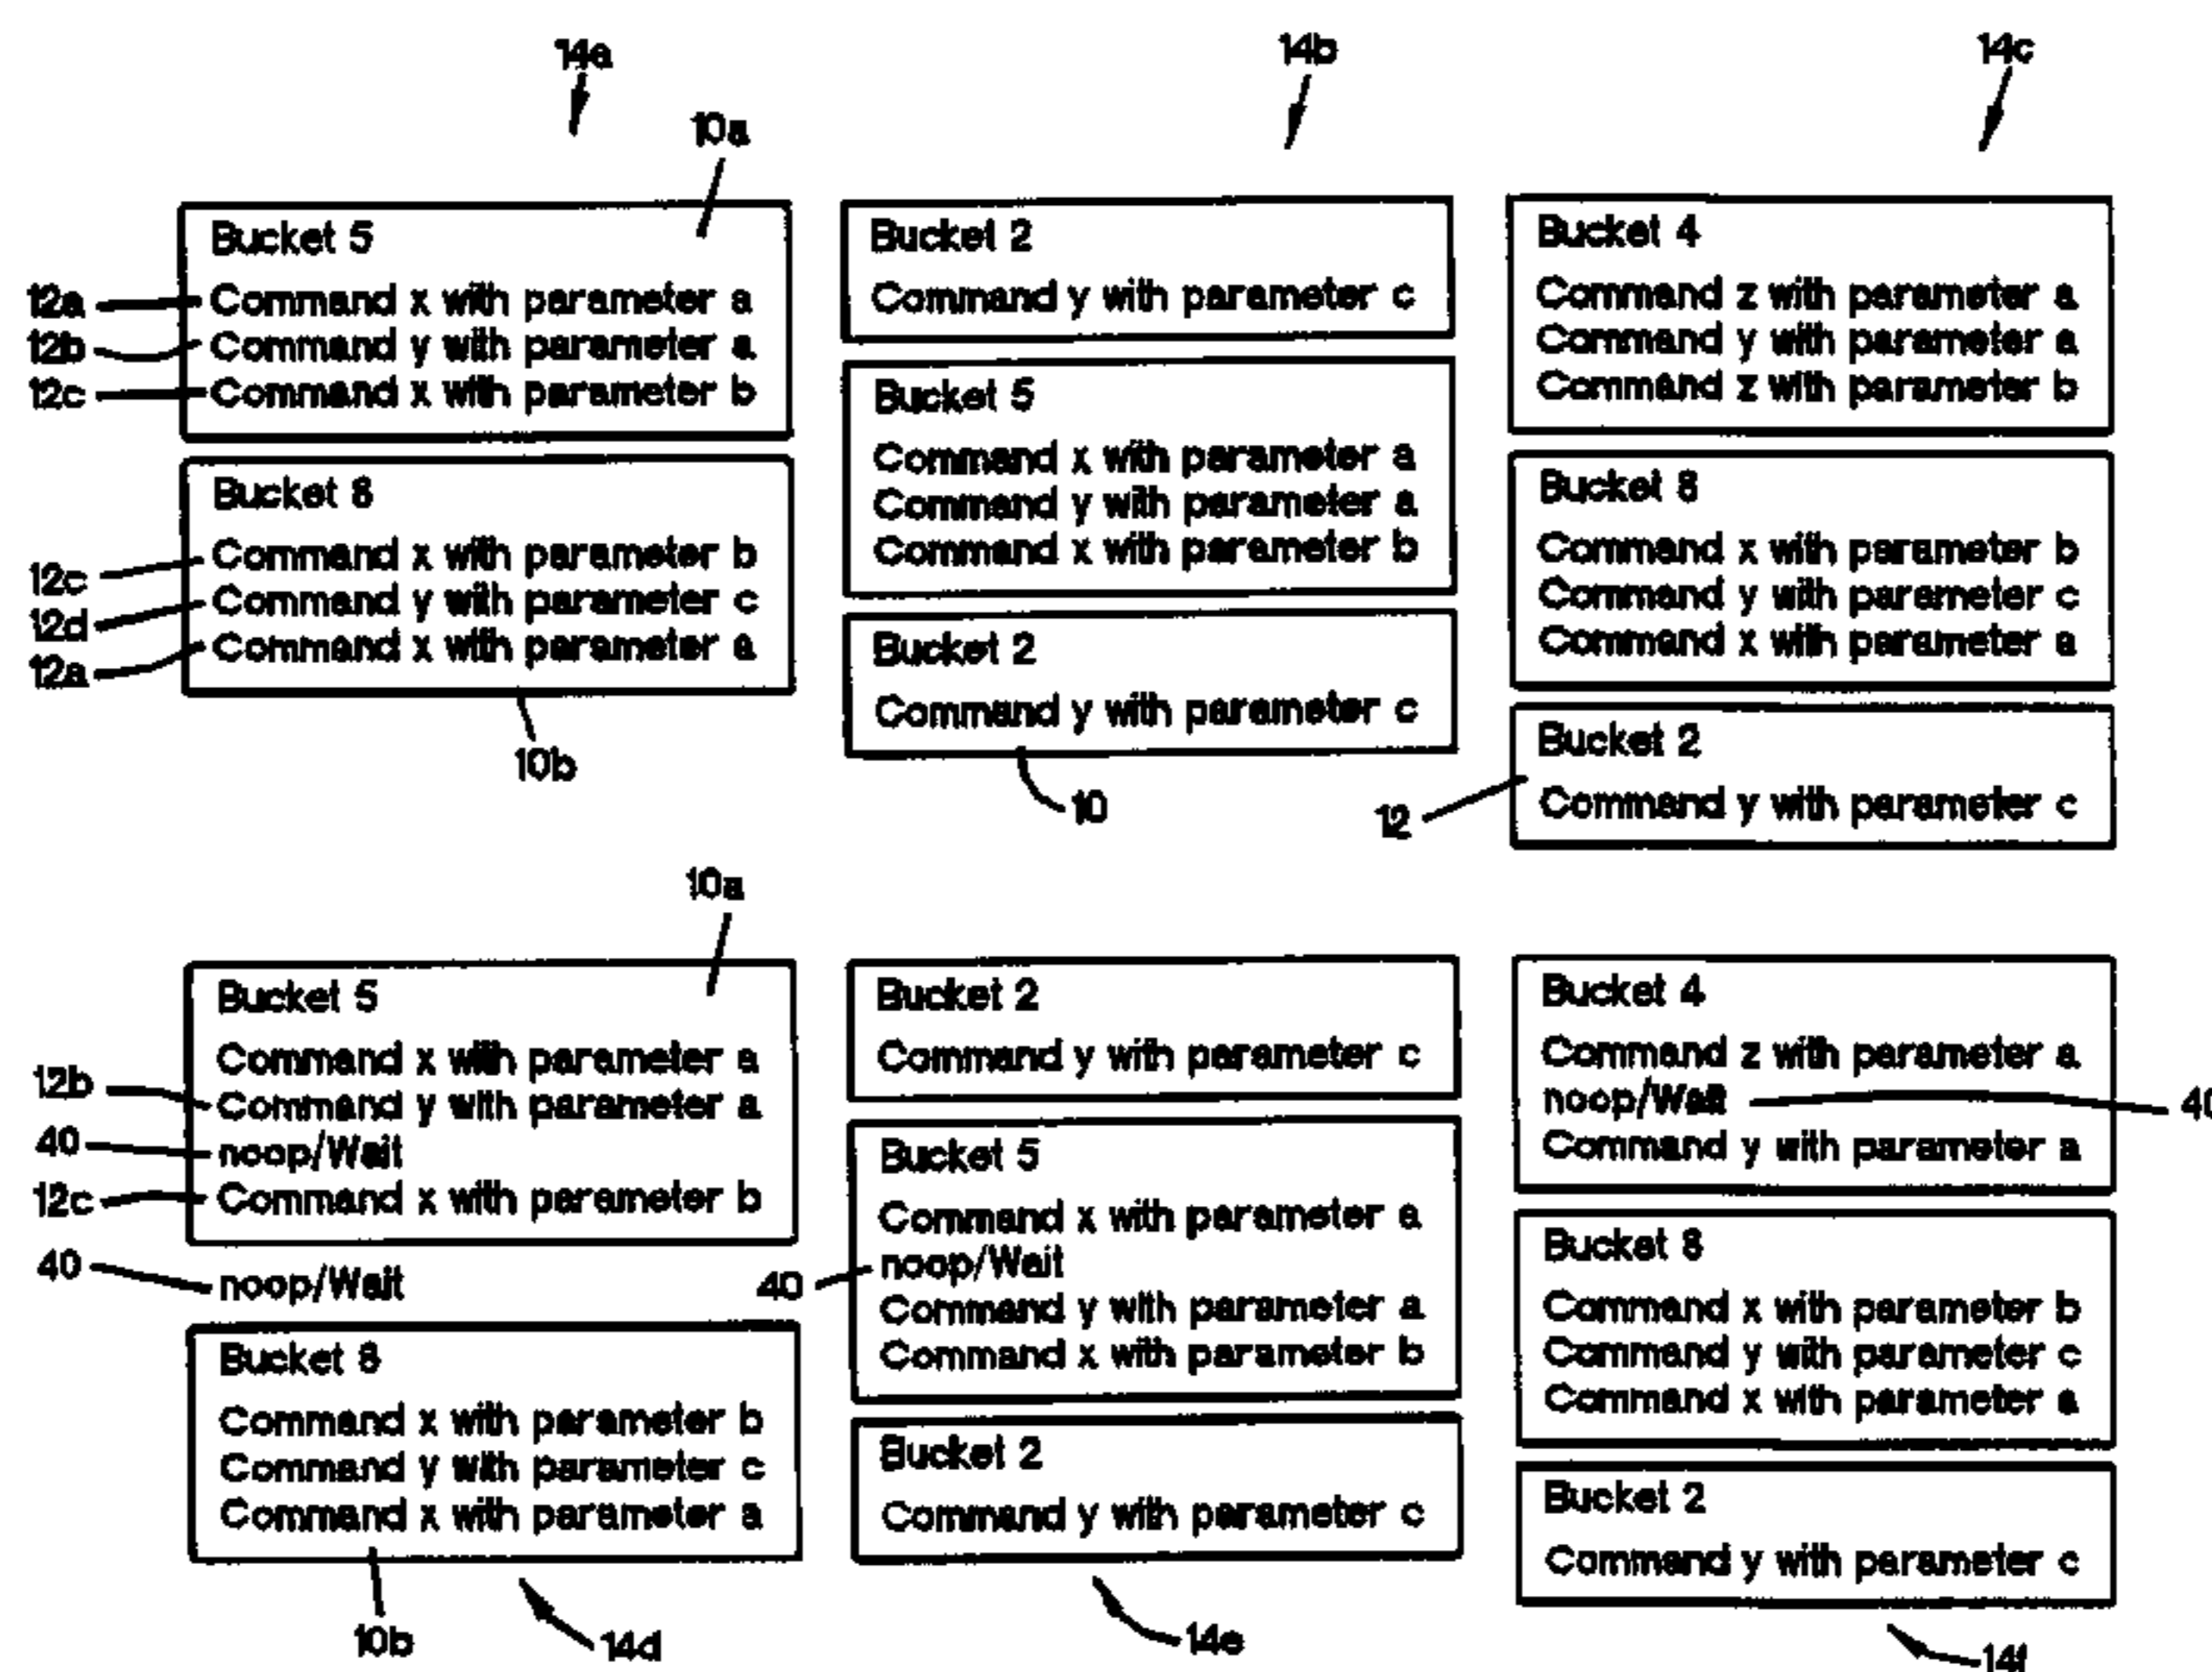 14a
14b
14c
10a
Bucket 5
12a Command x with parameter a
12b Command y with parameter a
12c Command x with parameter b
Bucket 8
12c Command x with parameter b
12d Command y with parameter c
12a Command x with parameter a
10b
Bucket 2
Command y with parameter c
Bucket 5
Command x with parameter a
Command y with parameter a
Command x with parameter b
Bucket 2
Command y with parameter c
10
Bucket 4
Command z with parameter a
Command y with parameter a
Command z with parameter b
Bucket 8
Command x with parameter b
Command y with parameter c
Command x with parameter a
Bucket 2
12
Command y with parameter c
10a
Bucket 5
Command x with parameter a
12b Command y with parameter a
40 noop/Wait
12c Command x with parameter b
40 noop/Wait
Bucket 8
Command x with parameter b
Command y with parameter c
Command x with parameter a
10b
14d
Bucket 2
Command y with parameter c
Bucket 5
Command x with parameter a
40 noop/Wait
Command y with parameter a
Command x with parameter b
Bucket 2
Command y with parameter c
14e
Bucket 4
Command z with parameter a
noop/Wait 40
Command y with parameter a
Bucket 8
Command x with parameter b
Command y with parameter c
Command x with parameter a
Bucket 2
Command y with parameter c
14f